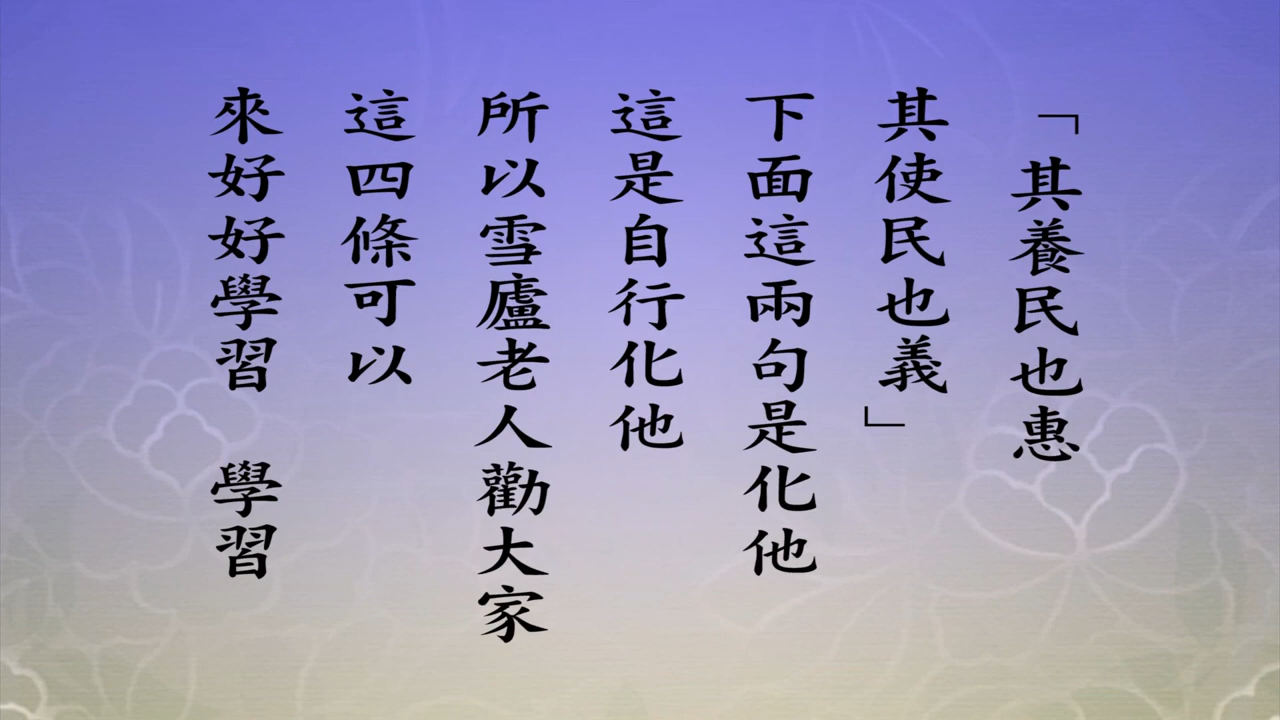 「其養民也惠
其使民也義」
下面這兩句是化他
這是自行化他
所以雪廬老人勸大家
這四條可以
來好好學習　學習